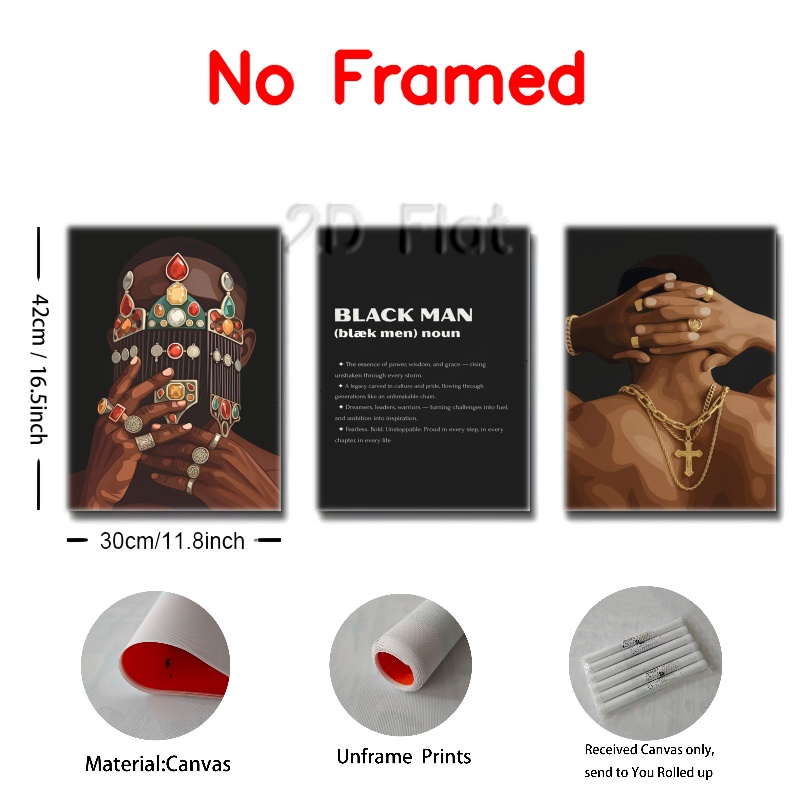 No Framed
2D Flat
42cm / 16.5inch
BLACK MAN
(blæk men) noun
✦ The essence of power, wisdom, and grace — rising
unshaken through every storm.
✦ A legacy carved in culture and pride, flowing through
generations like an unbreakable chain.
✦ Dreamers, leaders, warriors — turning challenges into fuel,
and ambition into inspiration.
✦ Fearless. Bold. Unstoppable. Proud in every step, in every
chapter, in every life
30cm/11.8inch
Material:Canvas
Unframe Prints
Received Canvas only,
send to You Rolled up